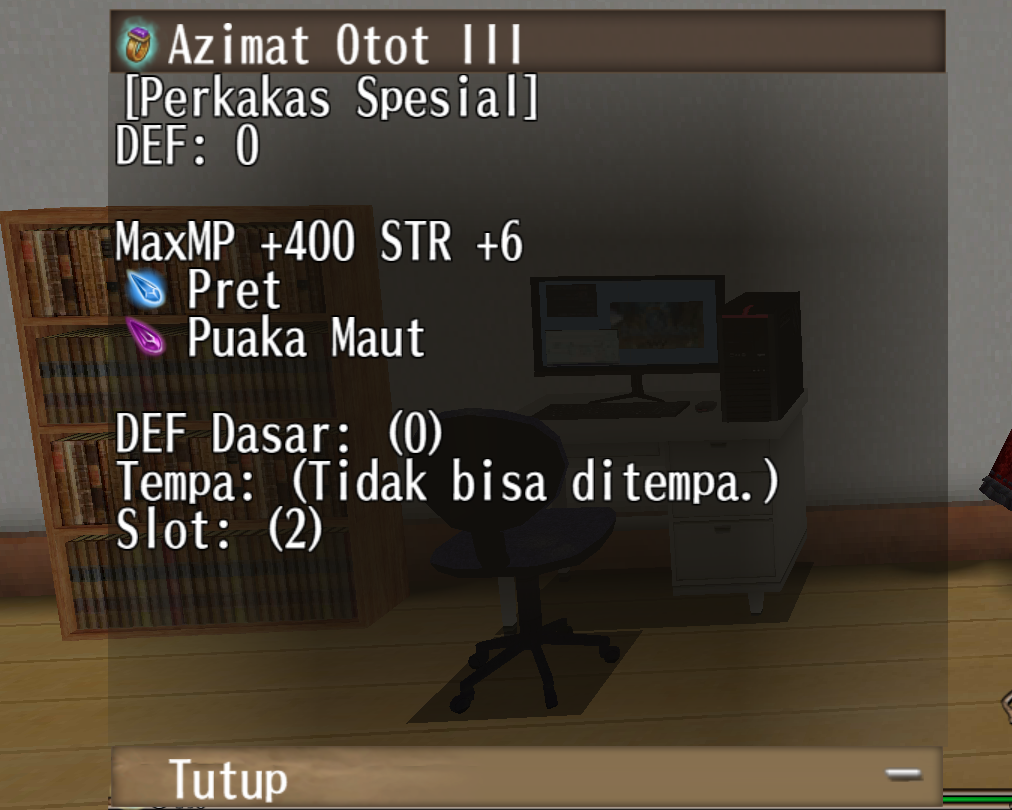 Azimat Otot III
[Perkakas Spesial]
DEF: 0
MaxMP +400 STR +6
Pret
Puaka Maut
DEF Dasar: (0)
Tempa: (Tidak bisa ditempa.)
Slot: (2)
Tutup